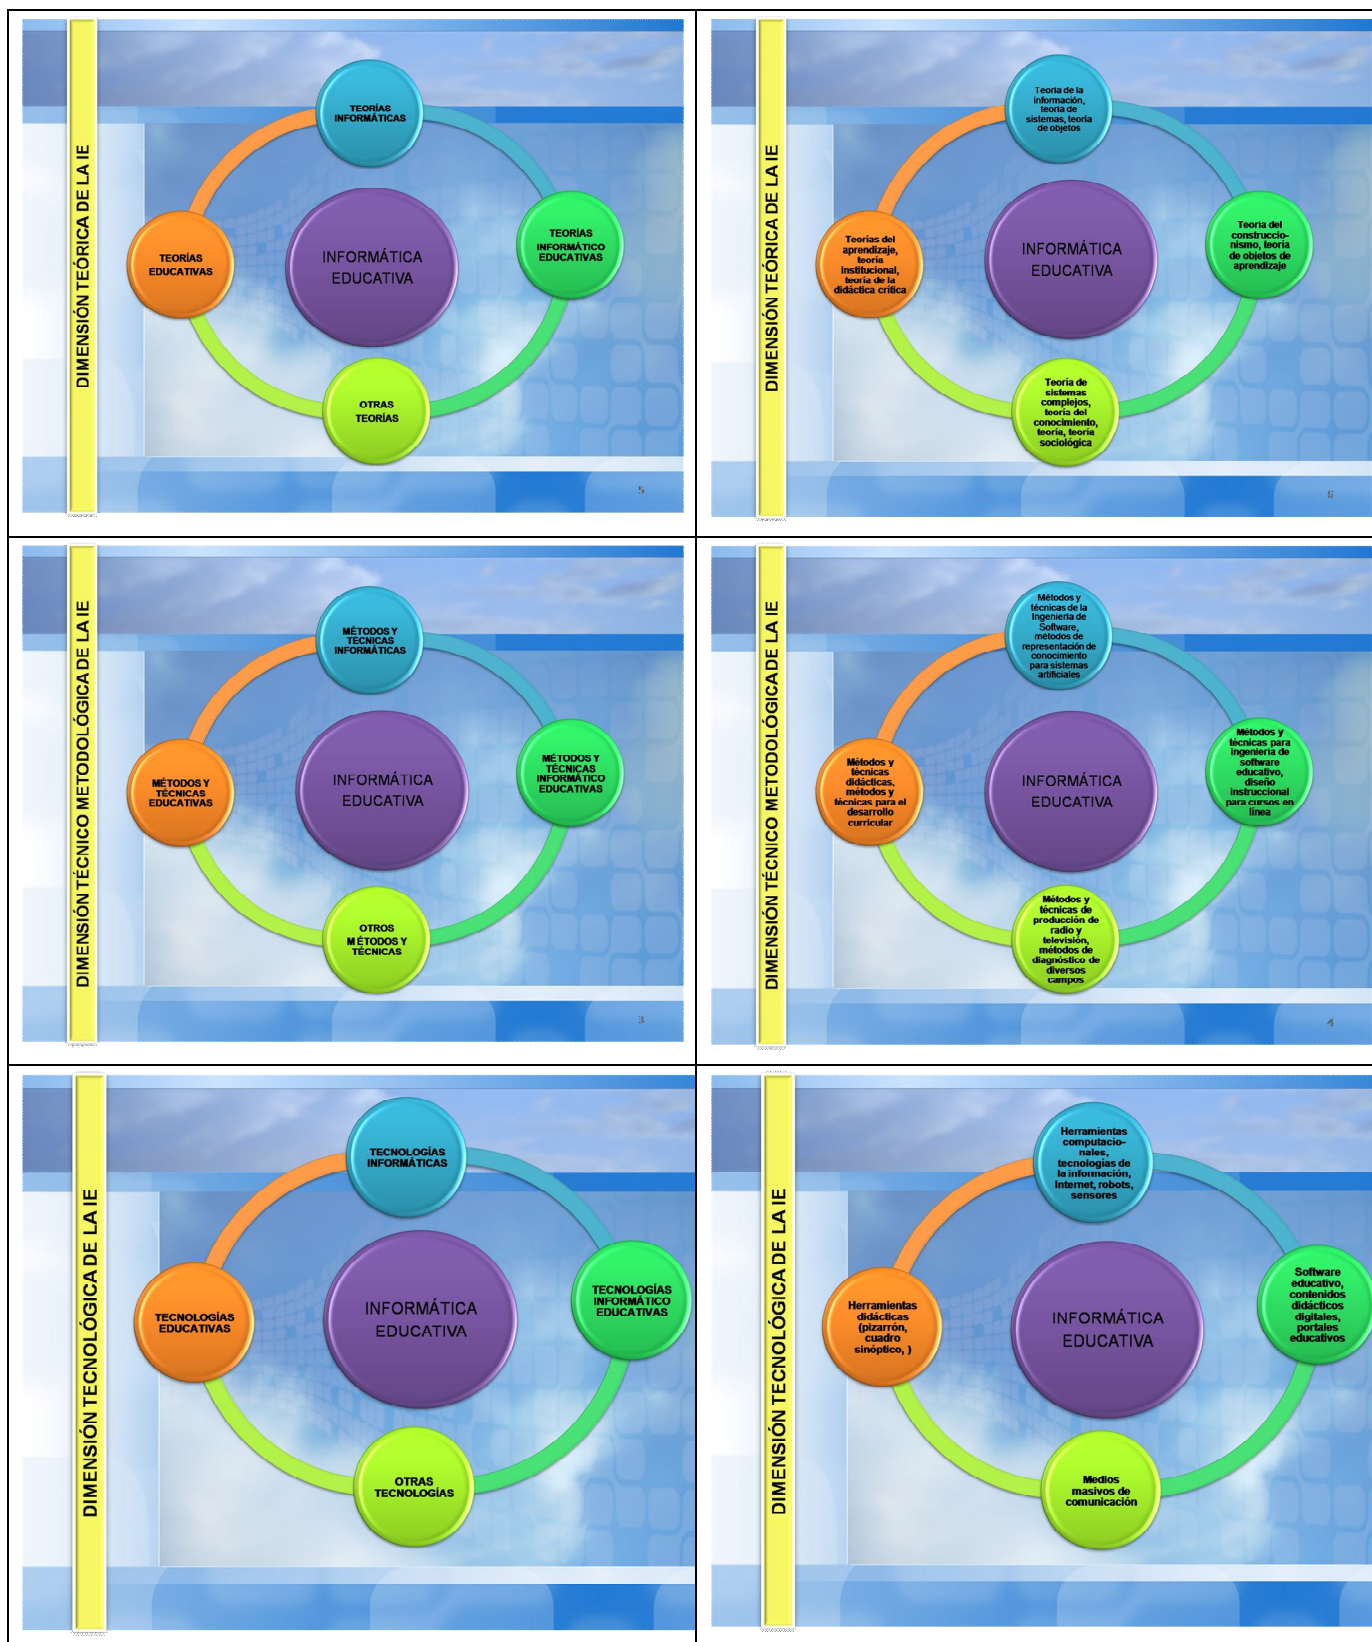 DIMENSIÓN TEÓRICA DE LA IE
TEORÍAS
INFORMÁTICAS
TEORÍAS
EDUCATIVAS
INFORMÁTICA
EDUCATIVA
TEORÍAS
INFORMÁTICO
EDUCATIVAS
OTRAS
TEORÍAS
5
DIMENSIÓN TEÓRICA DE LA IE
Teoría de la
información,
teoría de
sistemas, teoría
de objetos
Teorías del
aprendizaje,
teoría
institucional,
teoría de la
didáctica crítica
INFORMÁTICA
EDUCATIVA
Teoría del
construccio-
nismo, teoría
de objetos de
aprendizaje
Teoría de
sistemas
complejos,
teoría del
conocimiento,
teoría, teoría
sociológica
6
DIMENSIÓN TÉCNICO METODOLÓGICA DE LA IE
MÉTODOS Y
TÉCNICAS
INFORMÁTICAS
MÉTODOS Y
TÉCNICAS
EDUCATIVAS
INFORMÁTICA
EDUCATIVA
MÉTODOS Y
TÉCNICAS
INFORMÁTICO
EDUCATIVAS
OTROS
MÉTODOS Y
TÉCNICAS
3
DIMENSIÓN TÉCNICO METODOLÓGICADE LA IE
Métodos y
técnicas de la
Ingeniería de
Software,
métodos de
representación de
conocimiento
para sistemas
artificiales
Métodos y
técnicas
didácticas,
métodos y
técnicas para el
desarrollo
curricular
INFORMÁTICA
EDUCATIVA
Métodos y
técnicas para
ingeniería de
software
educativo,
diseño
instruccional
para cursos en
línea
Métodos y
técnicas de
producción de
radio y
televisión,
métodos de
diagnóstico de
diversos
campos
4
DIMENSIÓN TECNOLÓGICA DE LA IE
TECNOLOGÍAS
INFORMÁTICAS
TECNOLOGÍAS
EDUCATIVAS
INFORMÁTICA
EDUCATIVA
TECNOLOGÍAS
INFORMÁTICO
EDUCATIVAS
OTRAS
TECNOLOGÍAS
DIMENSIÓN TECNOLÓGICA DE LA IE
Herramientas
computacio-
nales,
tecnologías de
la información,
Internet, robots,
sensores
Herramientas
didácticas
(pizarrón,
cuadro
sinóptico, )
INFORMÁTICA
EDUCATIVA
Software
educativo,
contenidos
didácticos
digitales,
portales
educativos
Medios
masivos de
comunicación